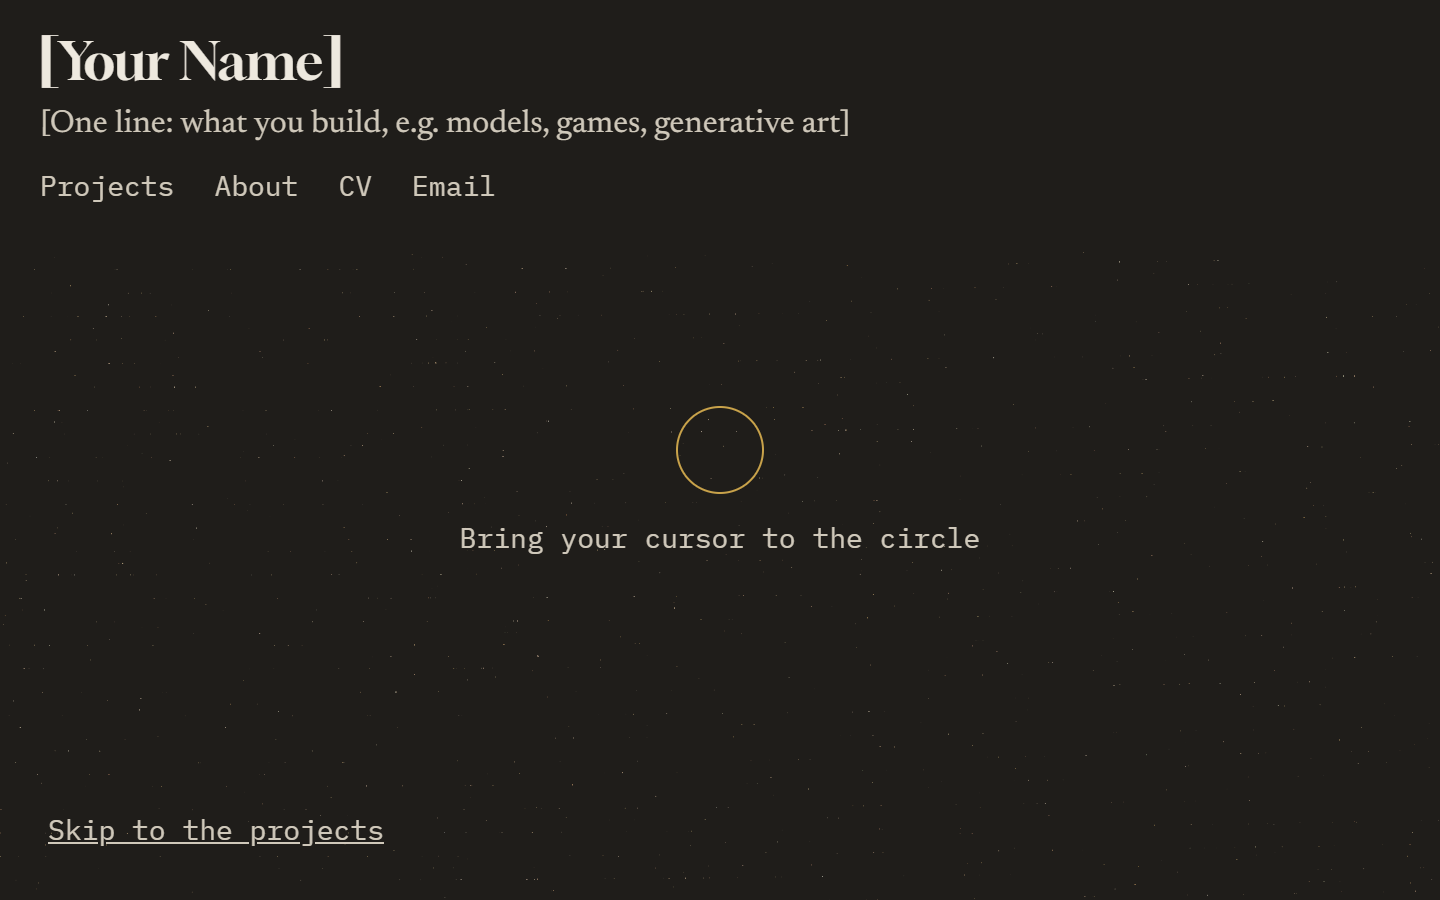 [Your Name]
[One line: what you build, e.g. models, games, generative art]
Projects About CV Email
Bring your cursor to the circle
Skip to the projects